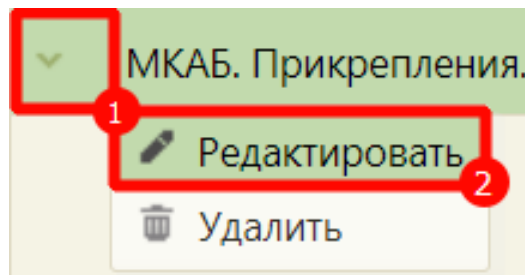 МКАБ. Прикрепления.
1
Редактировать
2
Удалить